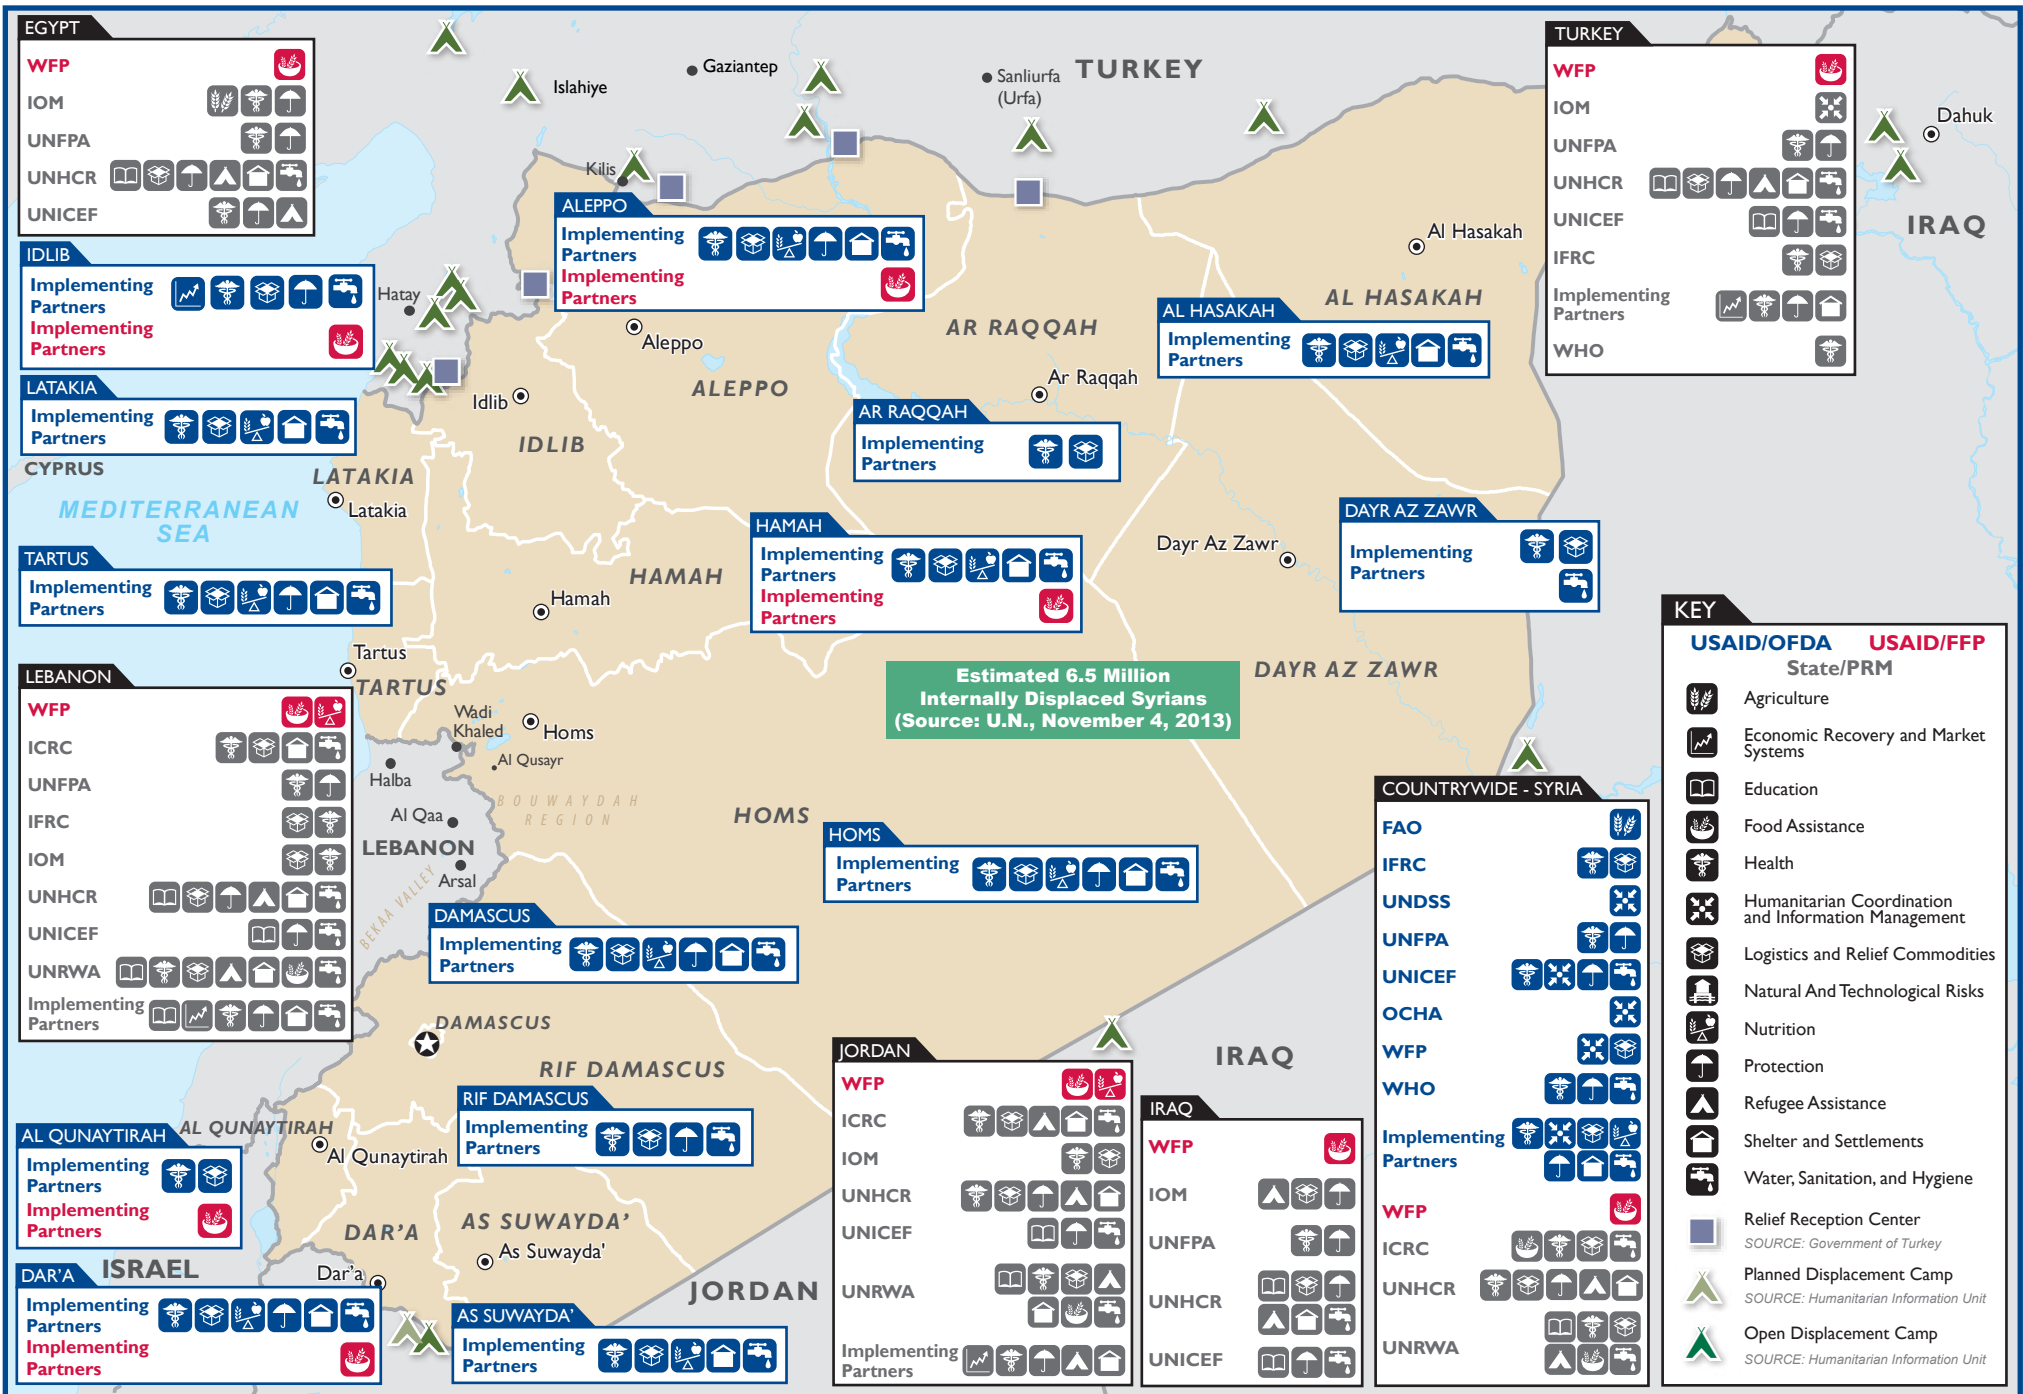 EGYPT
WFP
IOM
UNFPA
UNHCR
UNICEF
IDLIB
Implementing
Partners
Implementing
Partners
LATAKIA
Implementing
Partners
CYPRUS
MEDITERRANEAN
SEA
TARTUS
Implementing
Partners
LEBANON
WFP
ICRC
UNFPA
IFRC
IOM
UNHCR
UNICEF
UNRWA
Implementing
Partners
AL QUNAYTIRAH
Implementing
Partners
Implementing
Partners
ISRAEL
DAR'A
Implementing
Partners
Implementing
Partners
Islahiye
Gaziantep
Sanliurfa
(Urfa)
TURKEY
Kilis
Hatay
ALEPPO
Implementing
Partners
Implementing
Partners
Aleppo
ALEPPO
Idlib
IDLIB
LATAKIA
Latakia
AR RAQQAH
Ar Raqqah
AR RAQQAH
Implementing
Partners
Al Hasakah
AL HASAKAH
AL HASAKAH
Implementing
Partners
TURKEY
WFP
IOM
UNFPA
UNHCR
UNICEF
IFRC
Implementing
Partners
WHO
Dahuk
IRAQ
HAMAH
Implementing
Partners
Implementing
Partners
HAMAH
Hamah
Dayr Az Zawr
DAYR AZ ZAWR
Implementing
Partners
DAYR AZ ZAWR
Estimated 6.5 Million
Internally Displaced Syrians
(Source: U.N., November 4, 2013)
Tartus
TARTUS
Wadi
Khaled
Homs
Al Qusayr
Halba
BOUWAYDAH
REGION
Al Qaa
LEBANON
Arsal
BEKAA VALLEY
HOMS
HOMS
Implementing
Partners
DAMASCUS
Implementing
Partners
DAMASCUS
RIF DAMASCUS
RIF DAMASCUS
Implementing
Partners
AL QUNAYTIRAH
Al Qunaytirah
DAR'A
AS SUWAYDA'
As Suwayda'
Dar'a
AS SUWAYDA'
Implementing
Partners
JORDAN
JORDAN
WFP
ICRC
IOM
UNHCR
UNICEF
UNRWA
Implementing
Partners
IRAQ
IRAQ
WFP
IOM
UNFPA
UNHCR
UNICEF
COUNTRYWIDE - SYRIA
FAO
IFRC
UNDSS
UNFPA
UNICEF
OCHA
WFP
WHO
Implementing
Partners
WFP
ICRC
UNHCR
UNRWA
KEY
USAID/OFDA USAID/FFP
State/PRM
Agriculture
Economic Recovery and Market
Systems
Education
Food Assistance
Health
Humanitarian Coordination
and Information Management
Logistics and Relief Commodities
Natural And Technological Risks
Nutrition
Protection
Refugee Assistance
Shelter and Settlements
Water, Sanitation, and Hygiene
Relief Reception Center
SOURCE: Government of Turkey
Planned Displacement Camp
SOURCE: Humanitarian Information Unit
Open Displacement Camp
SOURCE: Humanitarian Information Unit